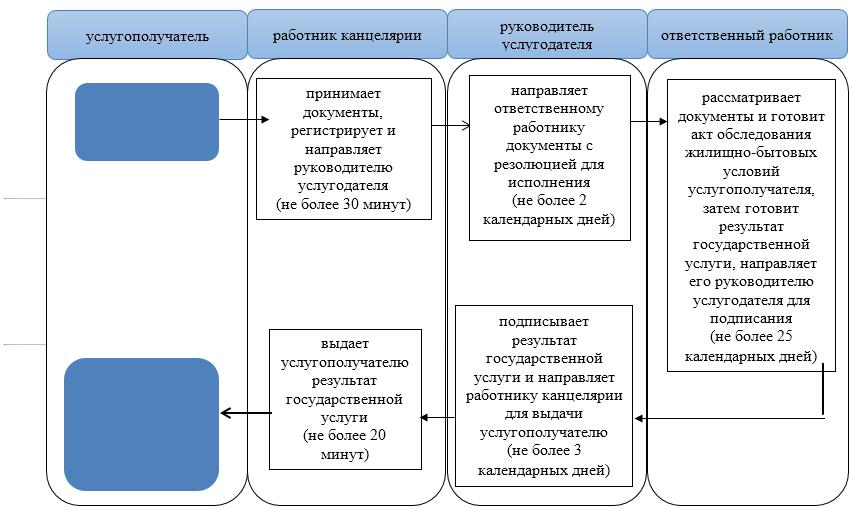 услугополучатель
работник канцелярии
руководитель
услугодателя
ответственный работник
принимает
документы,
регистрирует и
направляет
руководителю
услугодателя
(не более 30 минут)
направляет
ответственному
работнику
документы с
резолюцией для
исполнения
(не более 2
календарных дней)
рассматривает
документы и готовит
акт обследования
жилищно-бытовых
условий
услугополучателя,
затем готовит
результат
государственной
услуги, направляет
его руководителю
услугодателя для
подписания
(не более 25
календарных дней)
подписывает
результат
государственной
услуги и направляет
работнику канцелярии
для выдачи
услугополучателю
(не более 3
календарных дней)
выдает
услугополучателю
результат
государственной
услуги
(не более 20
минут)